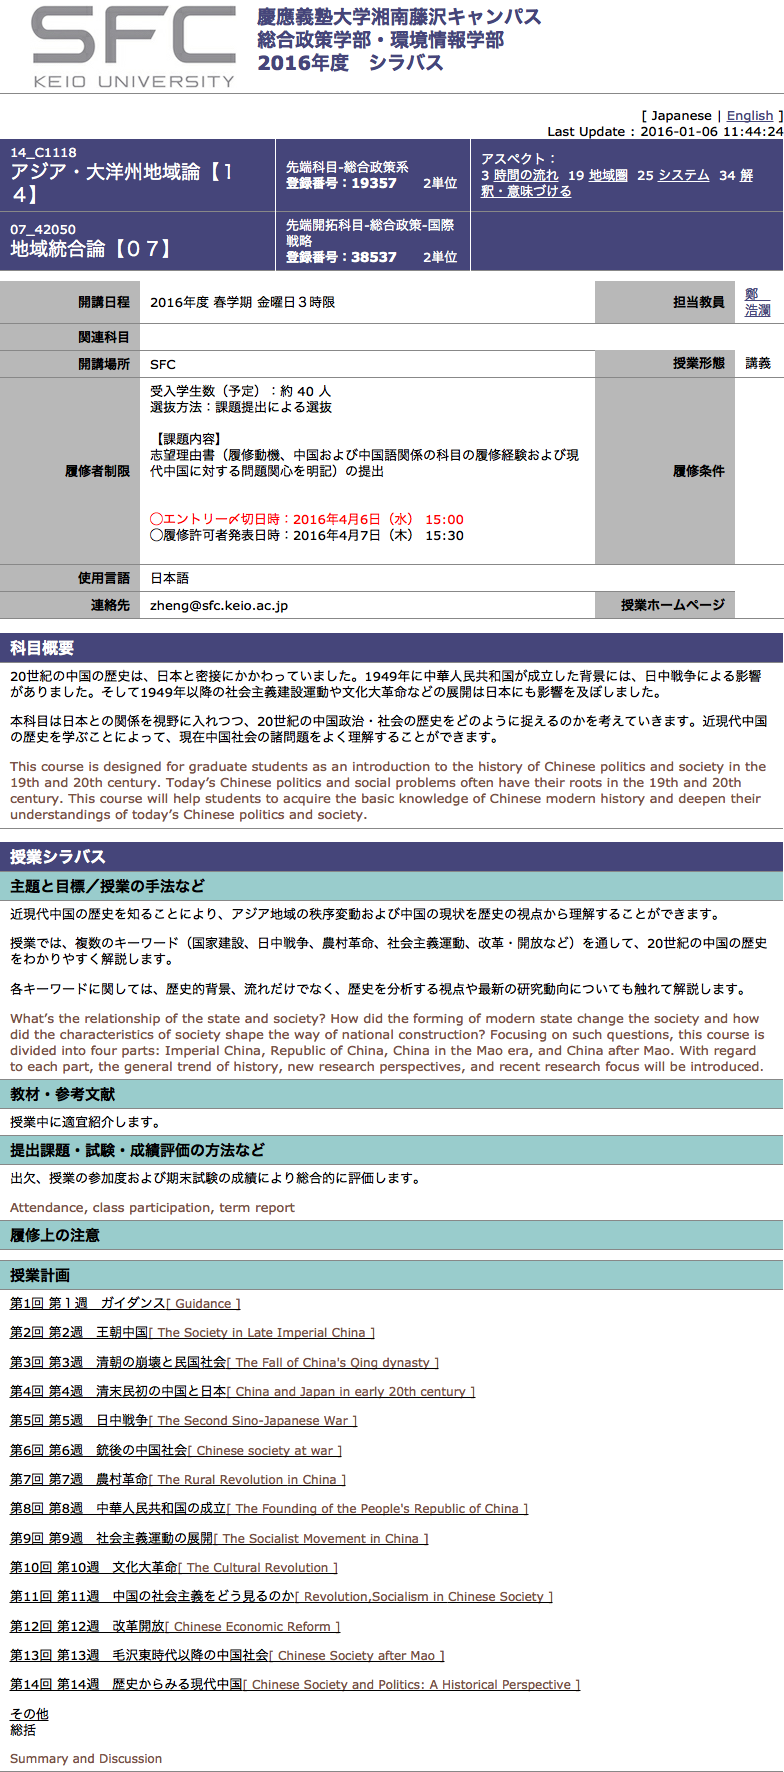 SFC
KEIO UNIVERSITY
慶應義塾大学湘南藤沢キャンパス
総合政策学部・環境情報学部
2016年度　シラバス
[ Japanese | English ]
Last Update : 2016-01-06 11:44:24
14_C1118
アジア・大洋州地域論【１
４】
先端科目-総合政策系
登録番号：19357　　2単位
アスペクト：
3 時間の流れ 19 地域圏 25 システム 34 解
釈・意味づける
07_42050
地域統合論【０７】
先端開拓科目-総合政策-国際
戦略
登録番号：38537　　2単位
開講日程
2016年度 春学期 金曜日３時限
担当教員
鄭
浩瀾
関連科目
開講場所
SFC
授業形態
講義
履修者制限
受入学生数（予定）：約 40 人
選抜方法：課題提出による選抜
【課題内容】
志望理由書（履修動機、中国および中国語関係の科目の履修経験および現
代中国に対する問題関心を明記）の提出
◯エントリー〆切日時：2016年4月6日（水） 15:00
◯履修許可者発表日時：2016年4月7日（木） 15:30
履修条件
使用言語
日本語
連絡先
zheng@sfc.keio.ac.jp
授業ホームページ
科目概要
20世紀の中国の歴史は、日本と密接にかかわっていました。1949年に中華人民共和国が成立した背景には、日中戦争による影響
がありました。そして1949年以降の社会主義建設運動や文化大革命などの展開は日本にも影響を及ぼしました。
本科目は日本との関係を視野に入れつつ、20世紀の中国政治・社会の歴史をどのように捉えるのかを考えていきます。近現代中国
の歴史を学ぶことによって、現在中国社会の諸問題をよく理解することができます。
This course is designed for graduate students as an introduction to the history of Chinese politics and society in the
19th and 20th century. Today’s Chinese politics and social problems often have their roots in the 19th and 20th
century. This course will help students to acquire the basic knowledge of Chinese modern history and deepen their
understandings of today’s Chinese politics and society.
授業シラバス
主題と目標／授業の手法など
近現代中国の歴史を知ることにより、アジア地域の秩序変動および中国の現状を歴史の視点から理解することができます。
授業では、複数のキーワード（国家建設、日中戦争、農村革命、社会主義運動、改革・開放など）を通して、20世紀の中国の歴史
をわかりやすく解説します。
各キーワードに関しては、歴史的背景、流れだけでなく、歴史を分析する視点や最新の研究動向についても触れて解説します。
What’s the relationship of the state and society? How did the forming of modern state change the society and how
did the characteristics of society shape the way of national construction? Focusing on such questions, this course is
divided into four parts: Imperial China, Republic of China, China in the Mao era, and China after Mao. With regard
to each part, the general trend of history, new research perspectives, and recent research focus will be introduced.
教材・参考文献
授業中に適宜紹介します。
提出課題・試験・成績評価の方法など
出欠、授業の参加度および期末試験の成績により総合的に評価します。
Attendance, class participation, term report
履修上の注意
授業計画
第1回 第１週　ガイダンス[ Guidance ]
第2回 第2週　王朝中国[ The Society in Late Imperial China ]
第3回 第3週　清朝の崩壊と民国社会[ The Fall of China's Qing dynasty ]
第4回 第4週　清末民初の中国と日本[ China and Japan in early 20th century ]
第5回 第5週　日中戦争[ The Second Sino-Japanese War ]
第6回 第6週　銃後の中国社会[ Chinese society at war ]
第7回 第7週　農村革命[ The Rural Revolution in China ]
第8回 第8週　中華人民共和国の成立[ The Founding of the People's Republic of China ]
第9回 第9週　社会主義運動の展開[ The Socialist Movement in China ]
第10回 第10週　文化大革命[ The Cultural Revolution ]
第11回 第11週　中国の社会主義をどう見るのか[ Revolution,Socialism in Chinese Society ]
第12回 第12週　改革開放[ Chinese Economic Reform ]
第13回 第13週　毛沢東時代以降の中国社会[ Chinese Society after Mao ]
第14回 第14週　歴史からみる現代中国[ Chinese Society and Politics: A Historical Perspective ]
その他
総括
Summary and Discussion